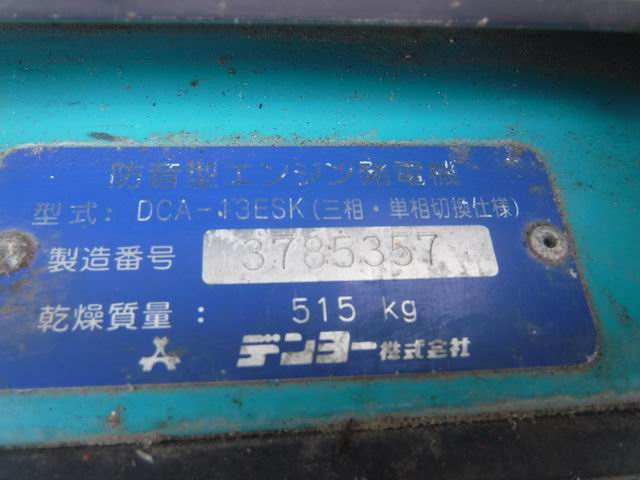 防音型エンジン発電機
型式: DCA-13ESK(三相・単相切換仕様)
製造番号 3785357
乾燥質量: 515 kg
デンヨー株式会社